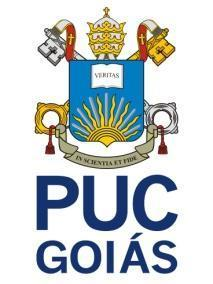 VERITAS
IN SCIENTIA ET FIDE
PUC
GOIÁS